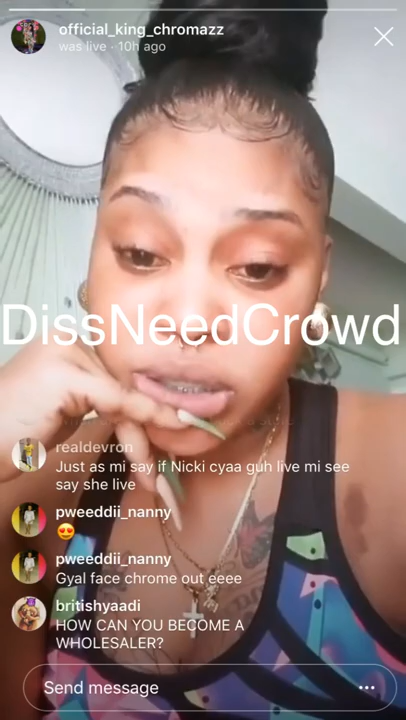 official_king_chromazz
was live · 10h ago
DissNeedCrowd
realdevron
Just as mi say if Nicki cyaa guh live mi see
say she live
pweeddii_nanny
😍
pweeddii_nanny
Gyal face chrome out eeee
britishyaadi
HOW CAN YOU BECOME A
WHOLESALER?
Send message